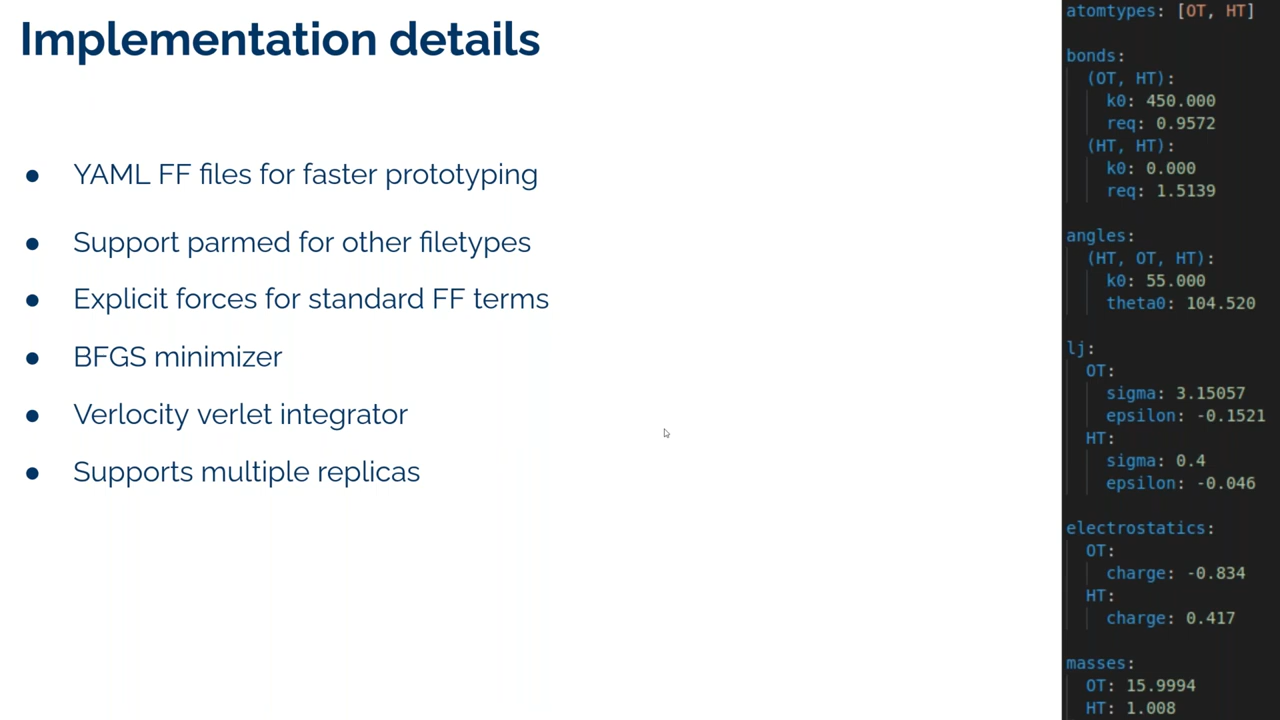 Implementation details
● YAML FF files for faster prototyping
● Support parmed for other filetypes
● Explicit forces for standard FF terms
● BFGS minimizer
● Verlocity verlet integrator
● Supports multiple replicas
atomtypes: [OT, HT]
bonds:
(OT, HT):
k0: 450.000
req: 0.9572
(HT, HT):
k0: 0.000
req: 1.5139
angles:
(HT, OT, HT):
k0: 55.000
theta0: 104.520
lj:
OT:
sigma: 3.15057
epsilon: -0.1521
HT:
sigma: 0.4
epsilon: -0.046
electrostatics:
OT:
charge: -0.834
HT:
charge: 0.417
masses:
OT: 15.9994
HT: 1.008